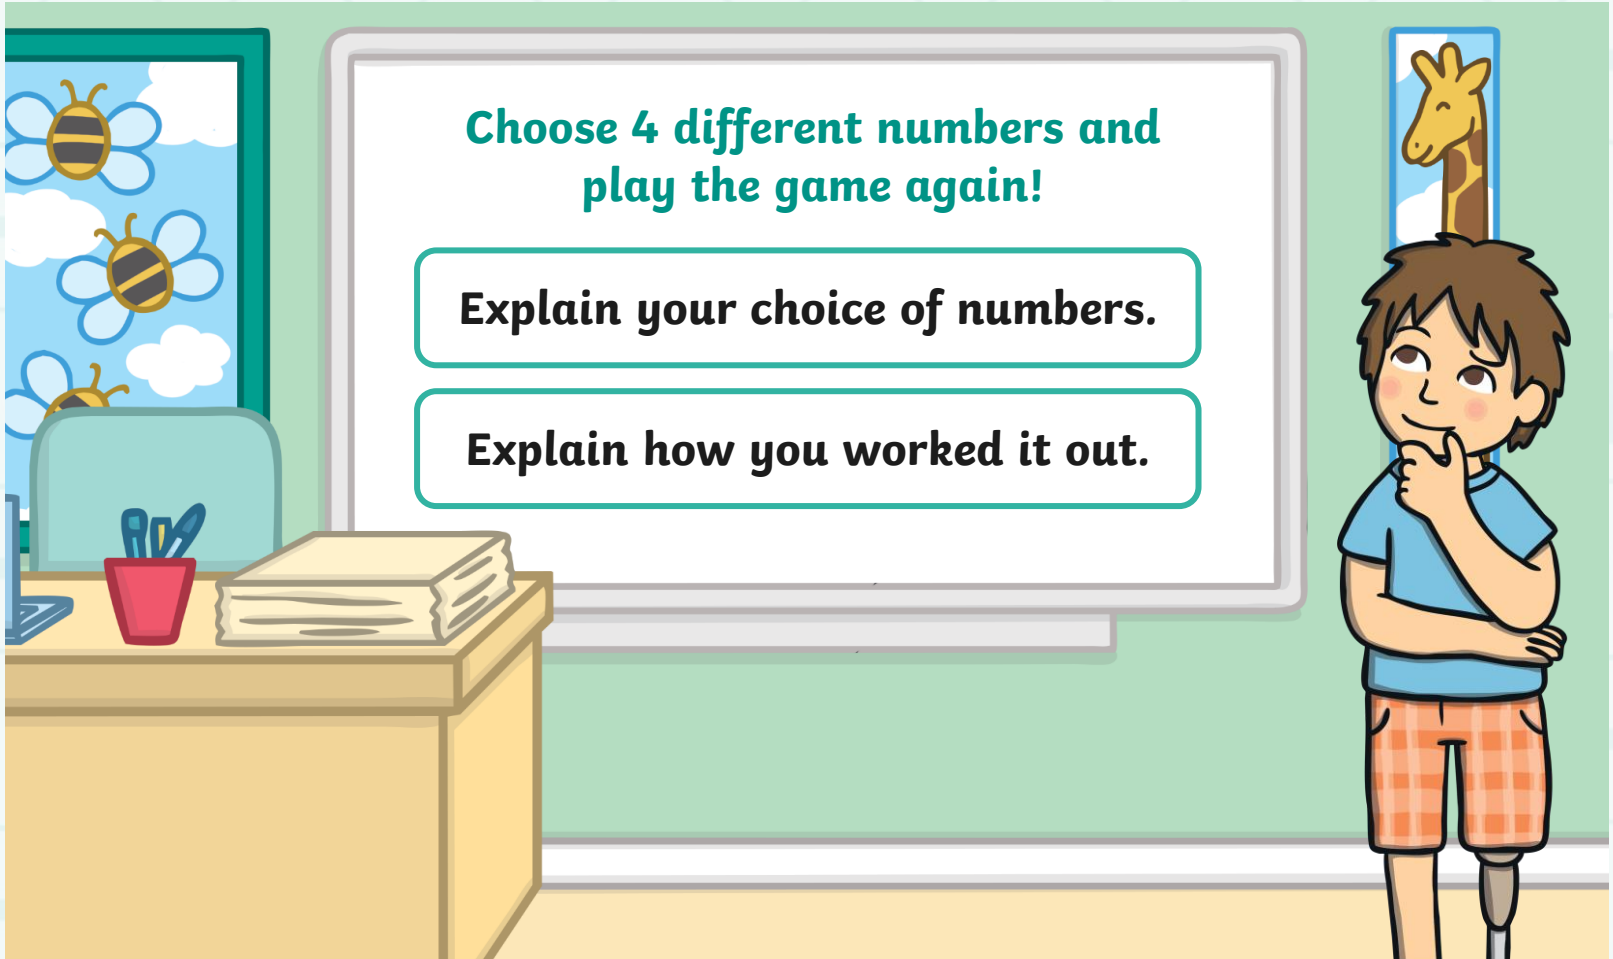 Choose 4 different numbers and
play the game again!
Explain your choice of numbers.
Explain how you worked it out.